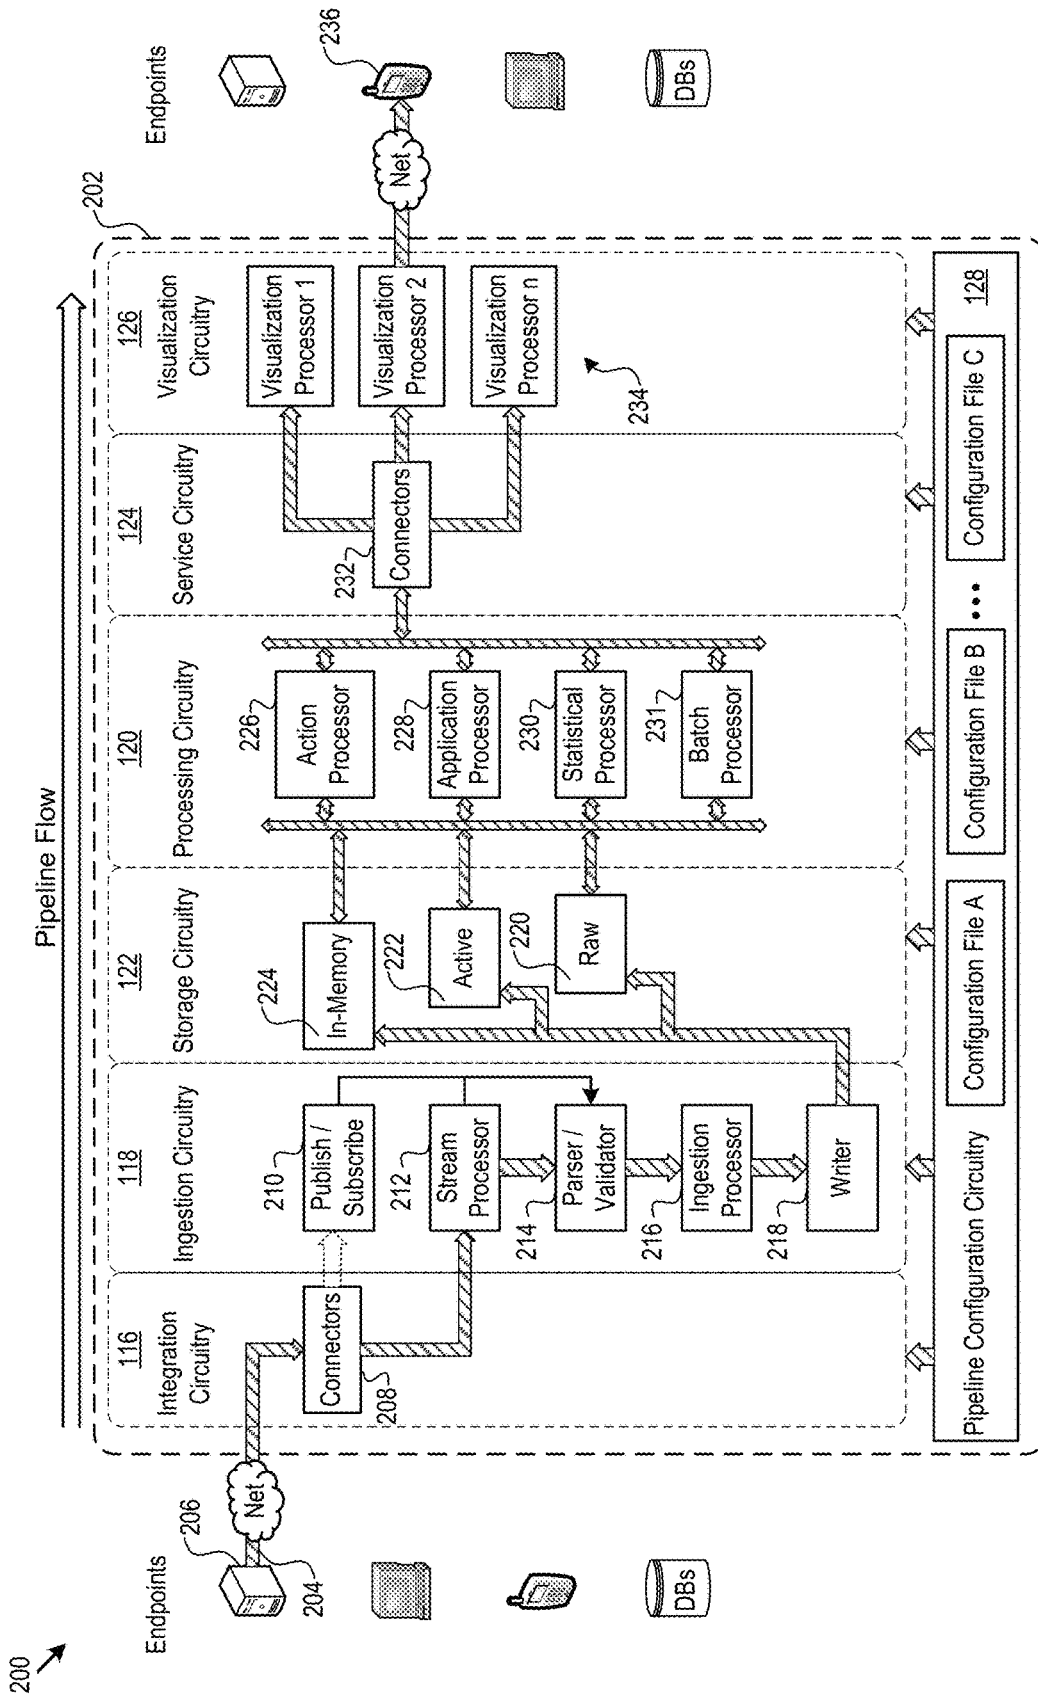 200
Pipeline Flow
202
Endpoints
206
204
Net
DBs
116
Integration
Circuitry
Connectors
208
118
Ingestion Circuitry
210
Publish /
Subscribe
212
Stream
Processor
214
Parser /
Validator
216
Ingestion
Processor
218
Writer
122
Storage Circuitry
224
In-Memory
222
Active
220
Raw
120
Processing Circuitry
226
Action
Processor
228
Application
Processor
230
Statistical
Processor
231
Batch
Processor
124
Service Circuitry
232
Connectors
126
Visualization
Circuitry
Visualization
Processor 1
Visualization
Processor 2
Visualization
Processor n
234
Net
Endpoints
236
DBs
Pipeline Configuration Circuitry
Configuration File A
Configuration File B
•••
Configuration File C
128